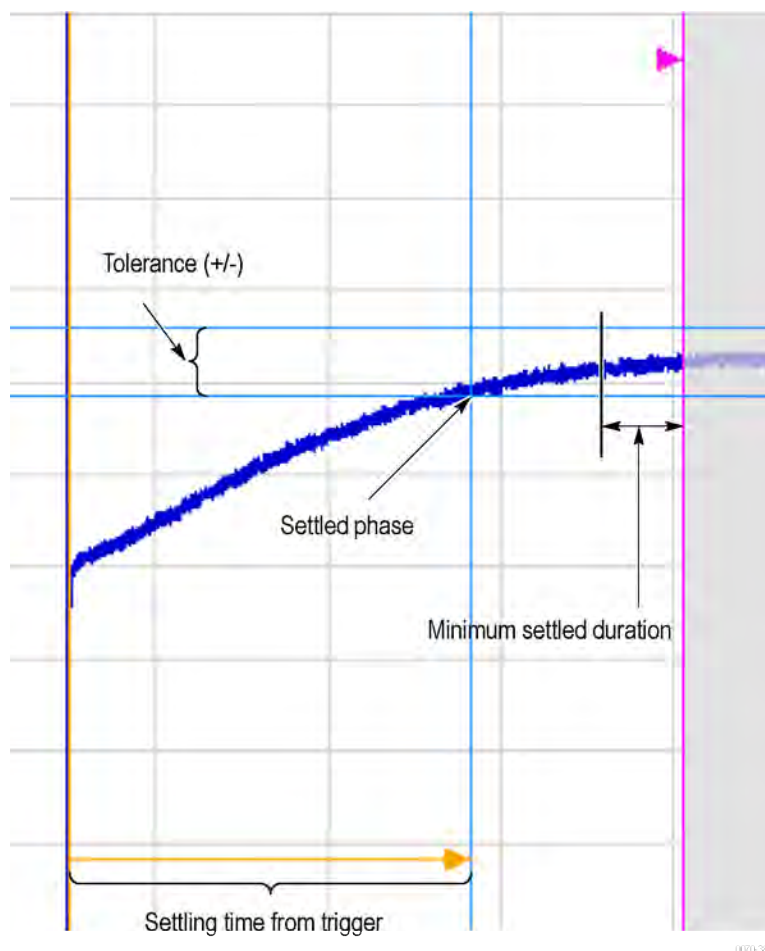 Tolerance (+/-)
Settled phase
Minimum settled duration
Settling time from trigger